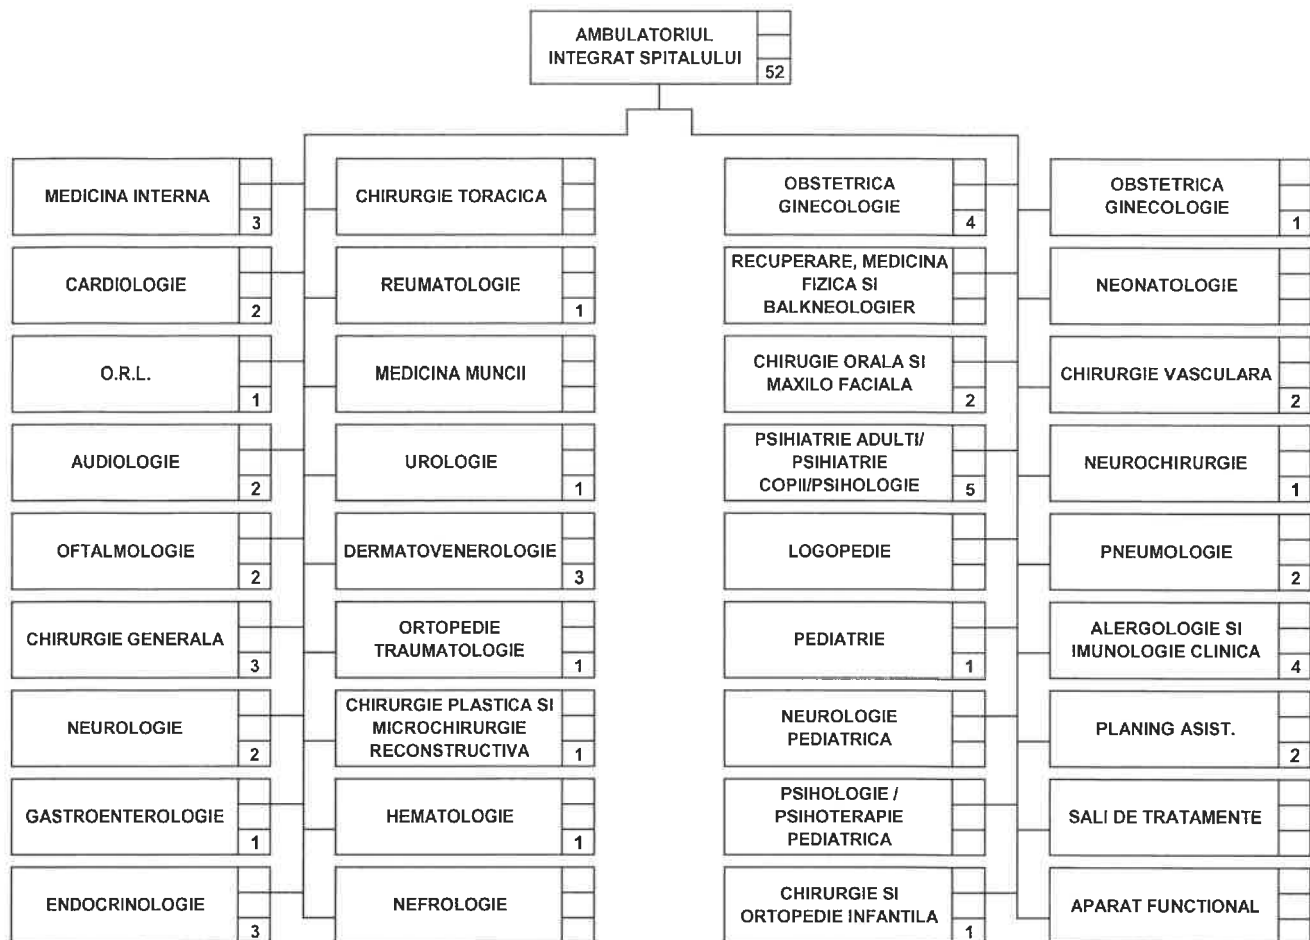 AMBULATORIUL
INTEGRAT SPITALULUI
52
MEDICINA INTERNA
3
CHIRURGIE TORACICA
OBSTETRICA
GINECOLOGIE
4
OBSTETRICA
GINECOLOGIE
1
CARDIOLOGIE
2
REUMATOLOGIE
1
RECUPERARE, MEDICINA
FIZICA SI
BALKNEOLOGIER
NEONATOLOGIE
O.R.L.
1
MEDICINA MUNCII
CHIRUGIE ORALA SI
MAXILO FACIALA
2
CHIRURGIE VASCULARA
2
AUDIOLOGIE
2
UROLOGIE
1
PSIHIATRIE ADULTI/
PSIHIATRIE
COPII/PSIHOLOGIE
5
NEUROCHIRURGIE
1
OFTALMOLOGIE
2
DERMATOVENEROLOGIE
3
LOGOPEDIE
PNEUMOLOGIE
2
CHIRURGIE GENERALA
3
ORTOPEDIE
TRAUMATOLOGIE
1
PEDIATRIE
1
ALERGOLOGIE SI
IMUNOLOGIE CLINICA
4
NEUROLOGIE
2
CHIRURGIE PLASTICA SI
MICROCHIRURGIE
RECONSTRUCTIVA
1
NEUROLOGIE
PEDIATRICA
PLANING ASIST.
2
GASTROENTEROLOGIE
1
HEMATOLOGIE
1
PSIHOLOGIE /
PSIHOTERAPIE
PEDIATRICA
SALI DE TRATAMENTE
ENDOCRINOLOGIE
3
NEFROLOGIE
CHIRURGIE SI
ORTOPEDIE INFANTILA
1
APARAT FUNCTIONAL